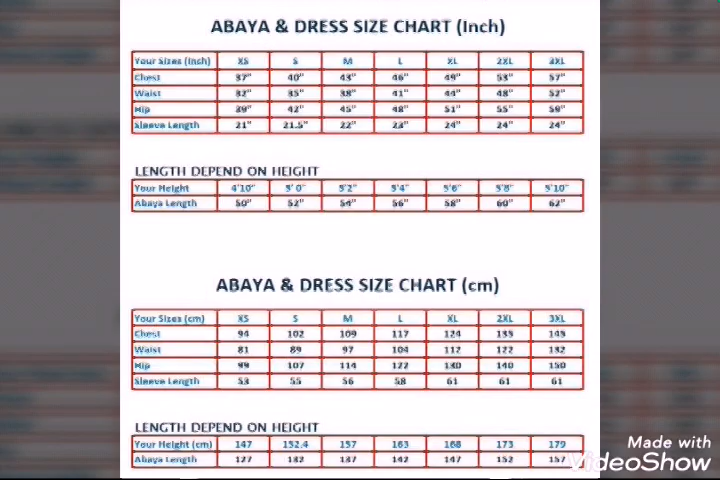 ABAYA & DRESS SIZE CHART (Inch)
Your Sizes (Inch) XS S M L XL 2XL 3XL
Chest 37" 40" 43" 46" 49" 53" 57"
Waist 32" 35" 38" 41" 44" 48" 52"
Hip 39" 42" 45" 48" 51" 55" 59"
Sleeve Length 21" 21.5" 22" 23" 24" 24" 24"
LENGTH DEPEND ON HEIGHT
Your Height 4'10" 5'0" 5'2" 5'4" 5'6" 5'8" 5'10"
Abaya Length 50" 52" 54" 56" 58" 60" 62"
ABAYA & DRESS SIZE CHART (cm)
Your Sizes (cm) XS S M L XL 2XL 3XL
Chest 94 102 109 117 124 135 145
Waist 81 89 97 104 112 122 132
Hip 99 107 114 122 130 140 150
Sleeve Length 53 55 56 58 61 61 61
LENGTH DEPEND ON HEIGHT
Your Height (cm) 147 152.4 157 163 168 173 179
Abaya Length 127 132 137 142 147 152 157
Made with
VideoShow